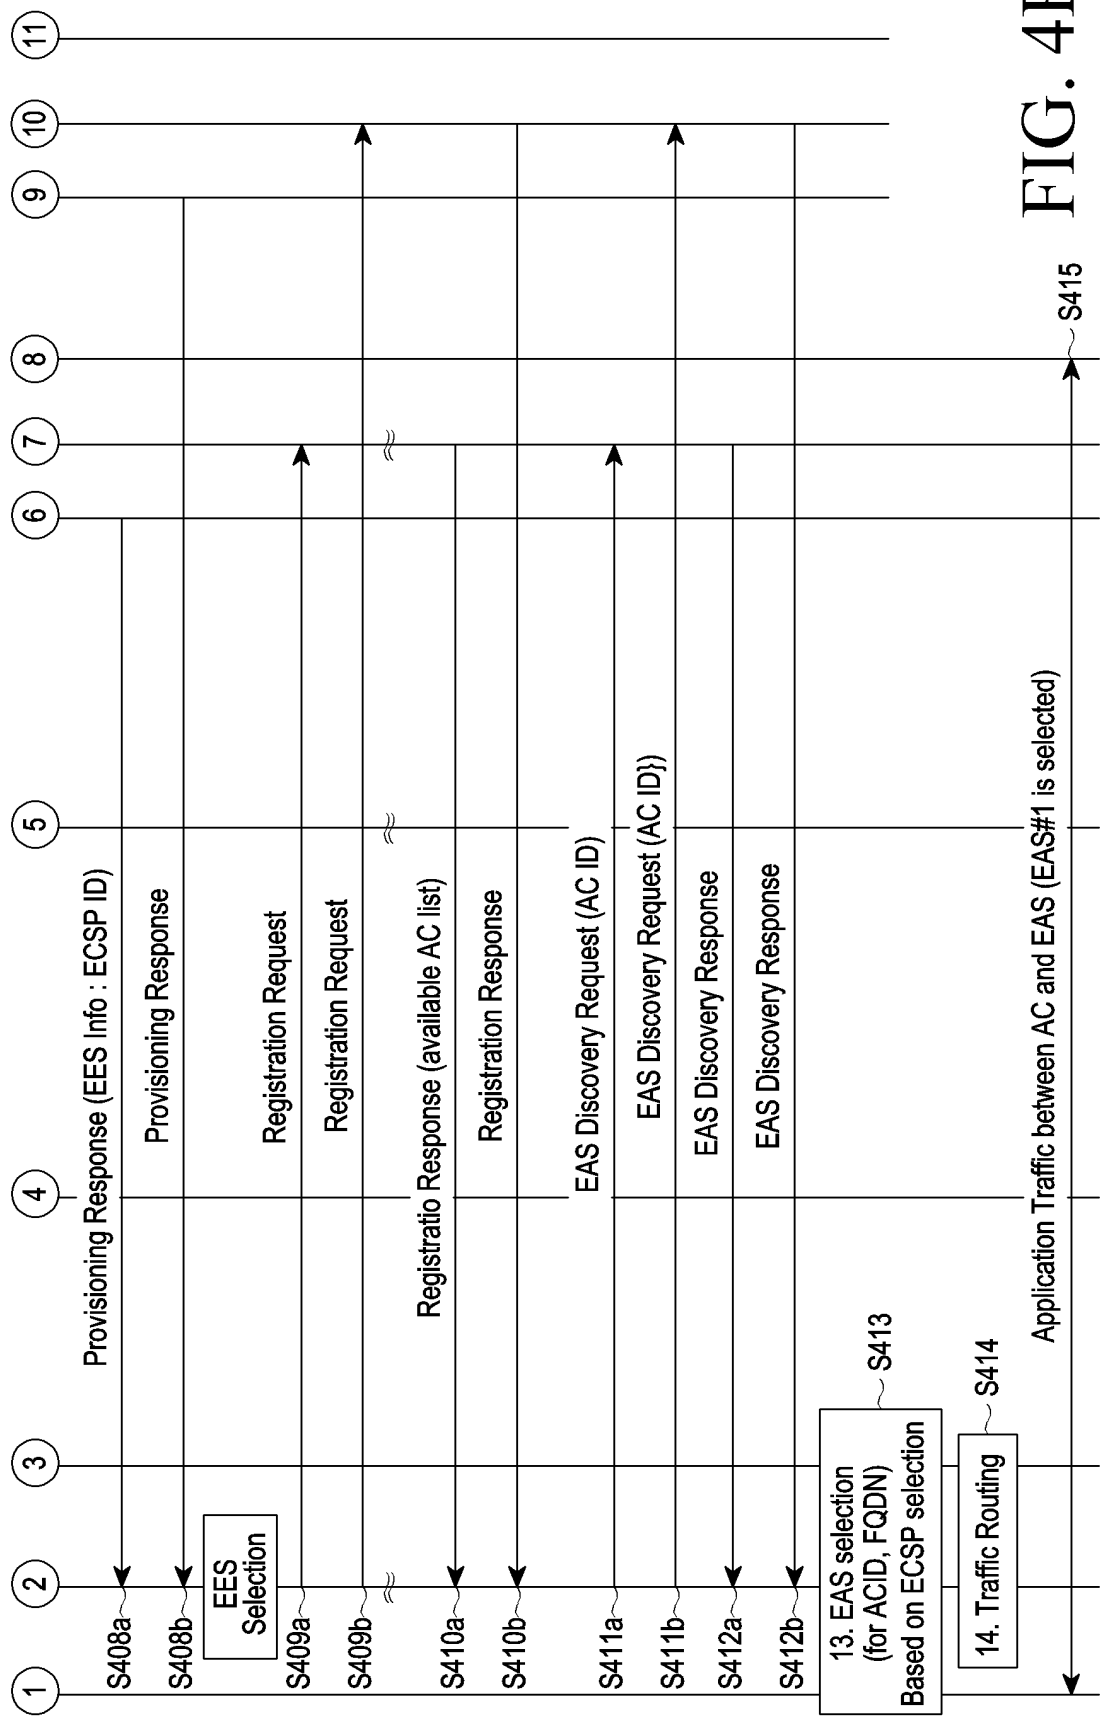 1
2
3
4
5
6
7
8
9
10
11
Provisioning Response (EES Info : ECSP ID)
S408a
Provisioning Response
S408b
EES
Selection
Registration Request
S409a
Registration Request
S409b
Registratio Response (available AC list)
S410a
Registration Response
S410b
EAS Discovery Request (AC ID)
S411a
EAS Discovery Request (AC ID})
S411b
EAS Discovery Response
S412a
EAS Discovery Response
S412b
13. EAS selection
(for ACID, FQDN)
Based on ECSP selection
S413
14. Traffic Routing
S414
Application Traffic between AC and EAS (EAS#1 is selected)
S415
FIG.